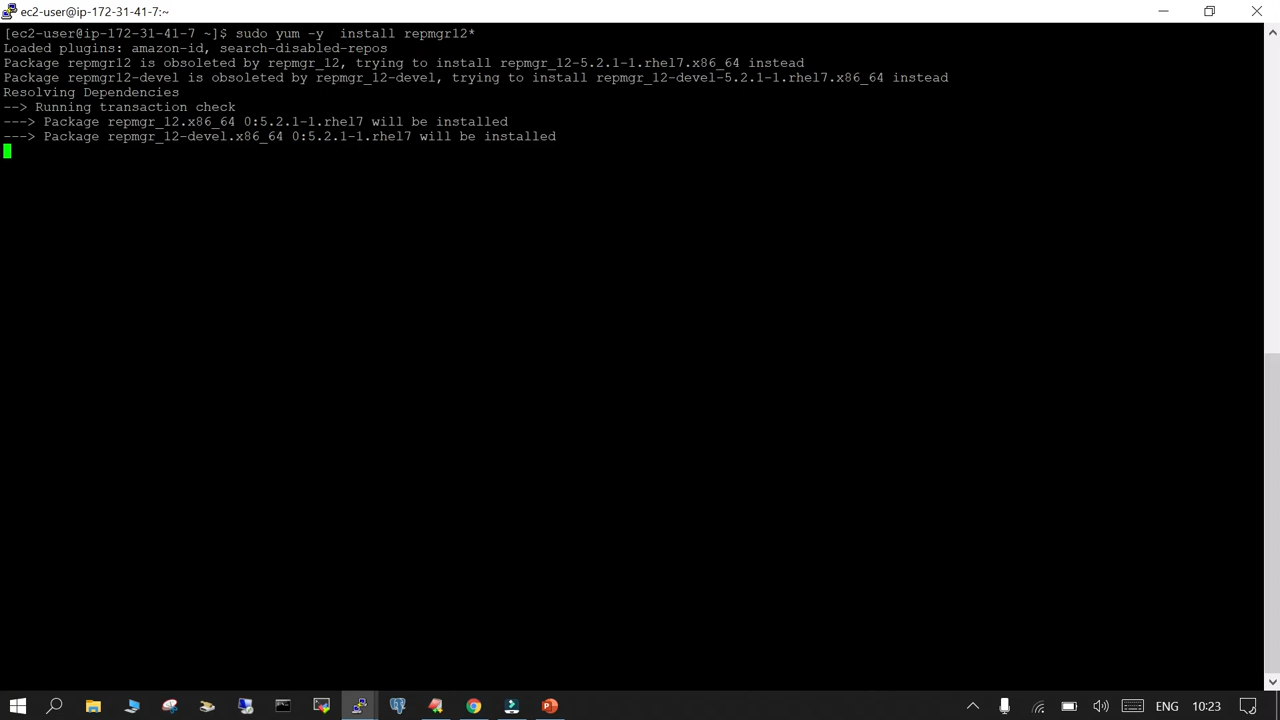 ec2-user@ip-172-31-41-7:~
[ec2-user@ip-172-31-41-7 ~]$ sudo yum -y  install repmgr12*
Loaded plugins: amazon-id, search-disabled-repos
Package repmgr12 is obsoleted by repmgr_12, trying to install repmgr_12-5.2.1-1.rhel7.x86_64 instead
Package repmgr12-devel is obsoleted by repmgr_12-devel, trying to install repmgr_12-devel-5.2.1-1.rhel7.x86_64 instead
Resolving Dependencies
--> Running transaction check
---> Package repmgr_12.x86_64 0:5.2.1-1.rhel7 will be installed
---> Package repmgr_12-devel.x86_64 0:5.2.1-1.rhel7 will be installed
ENG 10:23